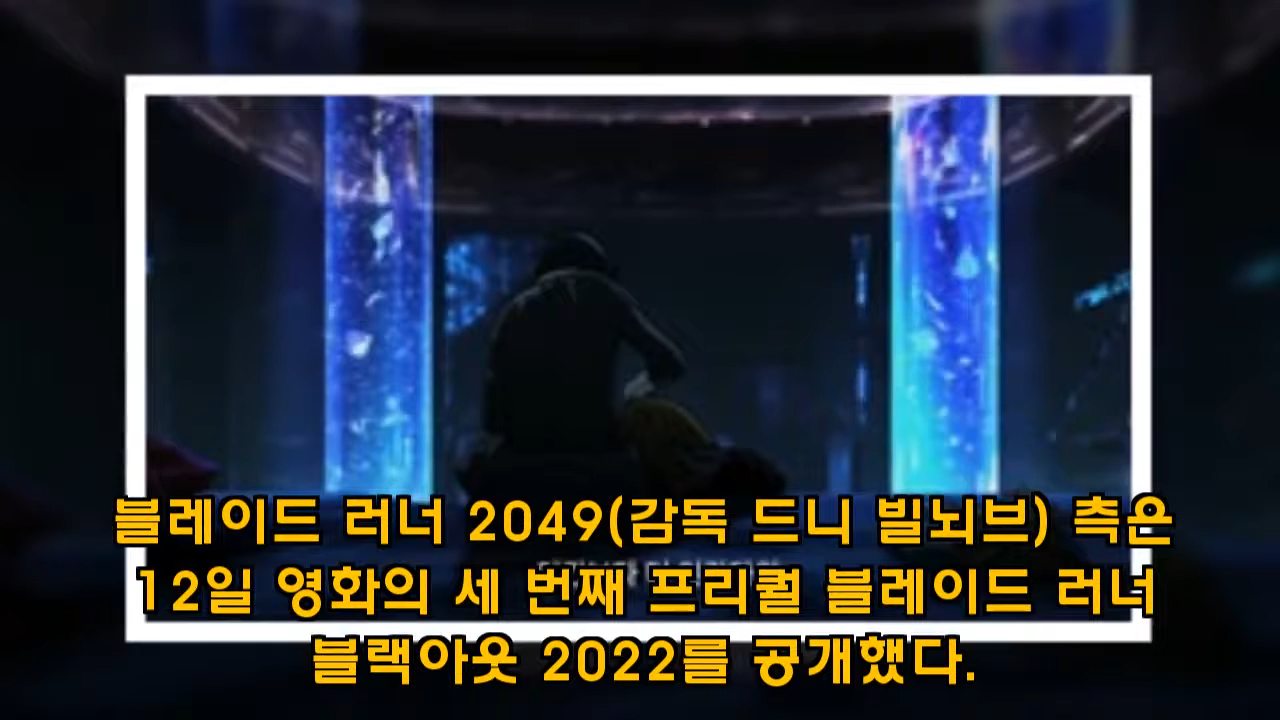 블레이드 러너 2049(감독 드니 빌뇌브) 측은
12일 영화의 세 번째 프리퀄 블레이드 러너
블랙아웃 2022를 공개했다.